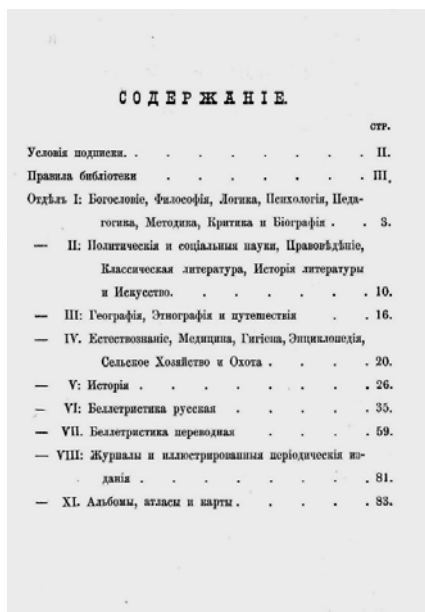 СОДЕРЖАНІЕ.
СТР.
Условія подписки. . . . . . . . . II.
Правила библіотеки . . . . . . . III.
Отдѣлъ I: Богословіе, Философія, Логика, Психологія, Педа-
гогика, Методика, Критика и Біографія . . 3.
— II: Политическія и соціальныя науки, Правовѣдѣніе,
Классическая литература, Исторія литературы
и Искусство. . . . . . . 10.
— III: Географія, Этнографія и путешествія . . 16.
— IV. Естествознаніе, Медицина, Гигіена, Энциклопедія,
Сельское Хозяйство и Охота . . . . 20.
— V: Исторія . . . . . . . . 26.
— VI: Беллетристика русская . . . . . 35.
— VII. Беллетристика переводная . . . . 59.
— VIII: Журналы и иллюстрированныя періодическія из-
данія . . . . . . . . 81.
— XI. Альбомы, атласы и карты . . . . . 83.